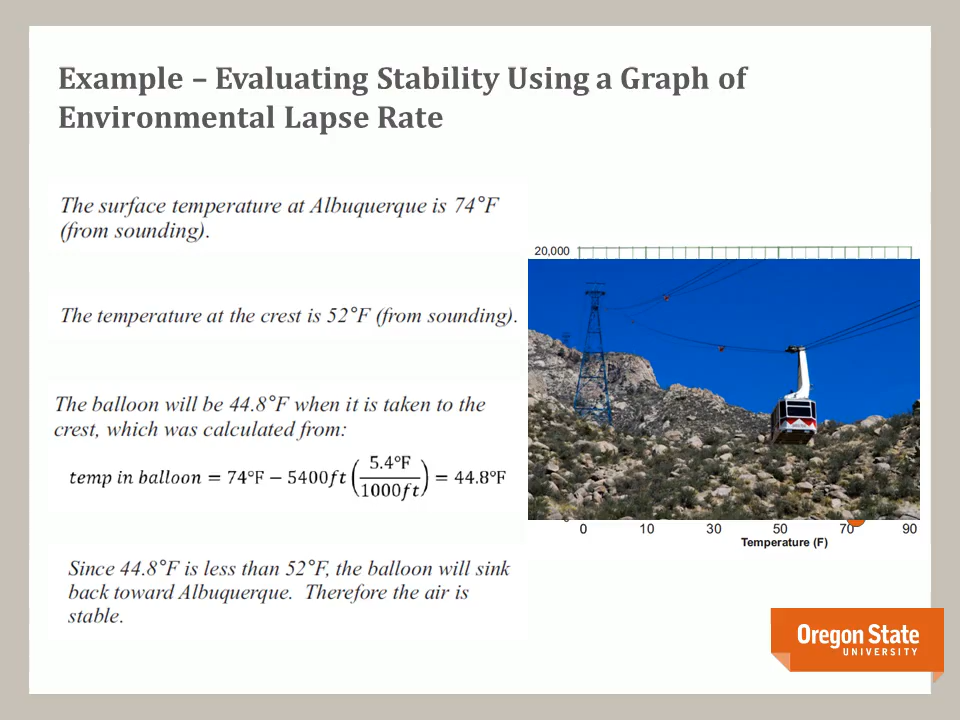 Example – Evaluating Stability Using a Graph of
Environmental Lapse Rate
The surface temperature at Albuquerque is 74°F
(from sounding).
The temperature at the crest is 52°F (from sounding).
The balloon will be 44.8°F when it is taken to the
crest, which was calculated from:
temp in balloon = 74°F − 5400ft (5.4°F/1000ft) = 44.8°F
Since 44.8°F is less than 52°F, the balloon will sink
back toward Albuquerque. Therefore the air is
stable.
20,000
0 10 30 50 70 90
Temperature (F)
Oregon State
UNIVERSITY